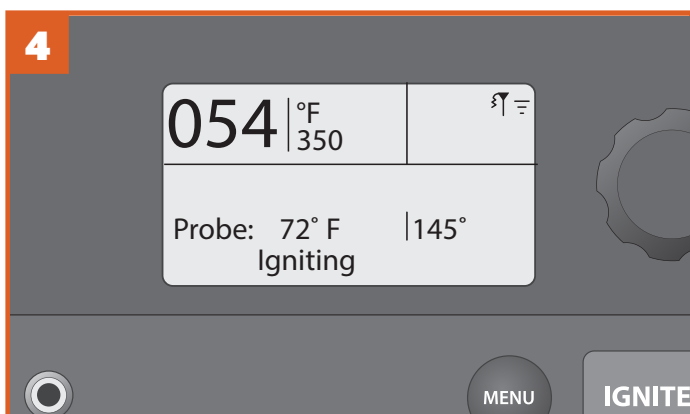 4
054 °F
350
Probe: 72° F 145°
Igniting
MENU IGNITE